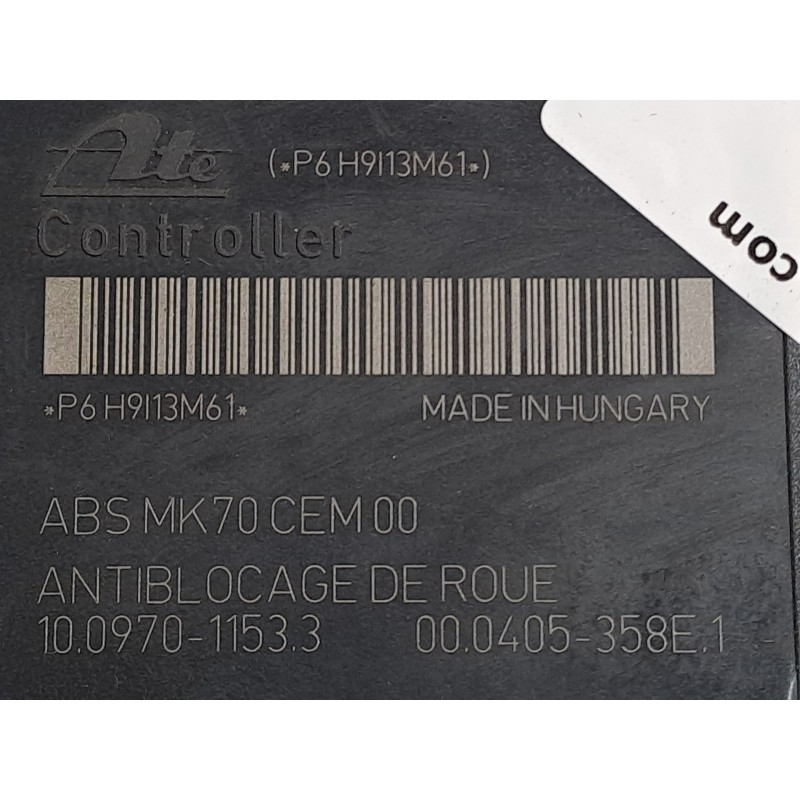 Ate (*P6 H9I13M61*)
Controller
*P6 H9I13M61* MADE IN HUNGARY
ABS MK70 CEM 00
ANTIBLOCAGE DE ROUE
10.0970-1153.3 00.0405-358E.1
com